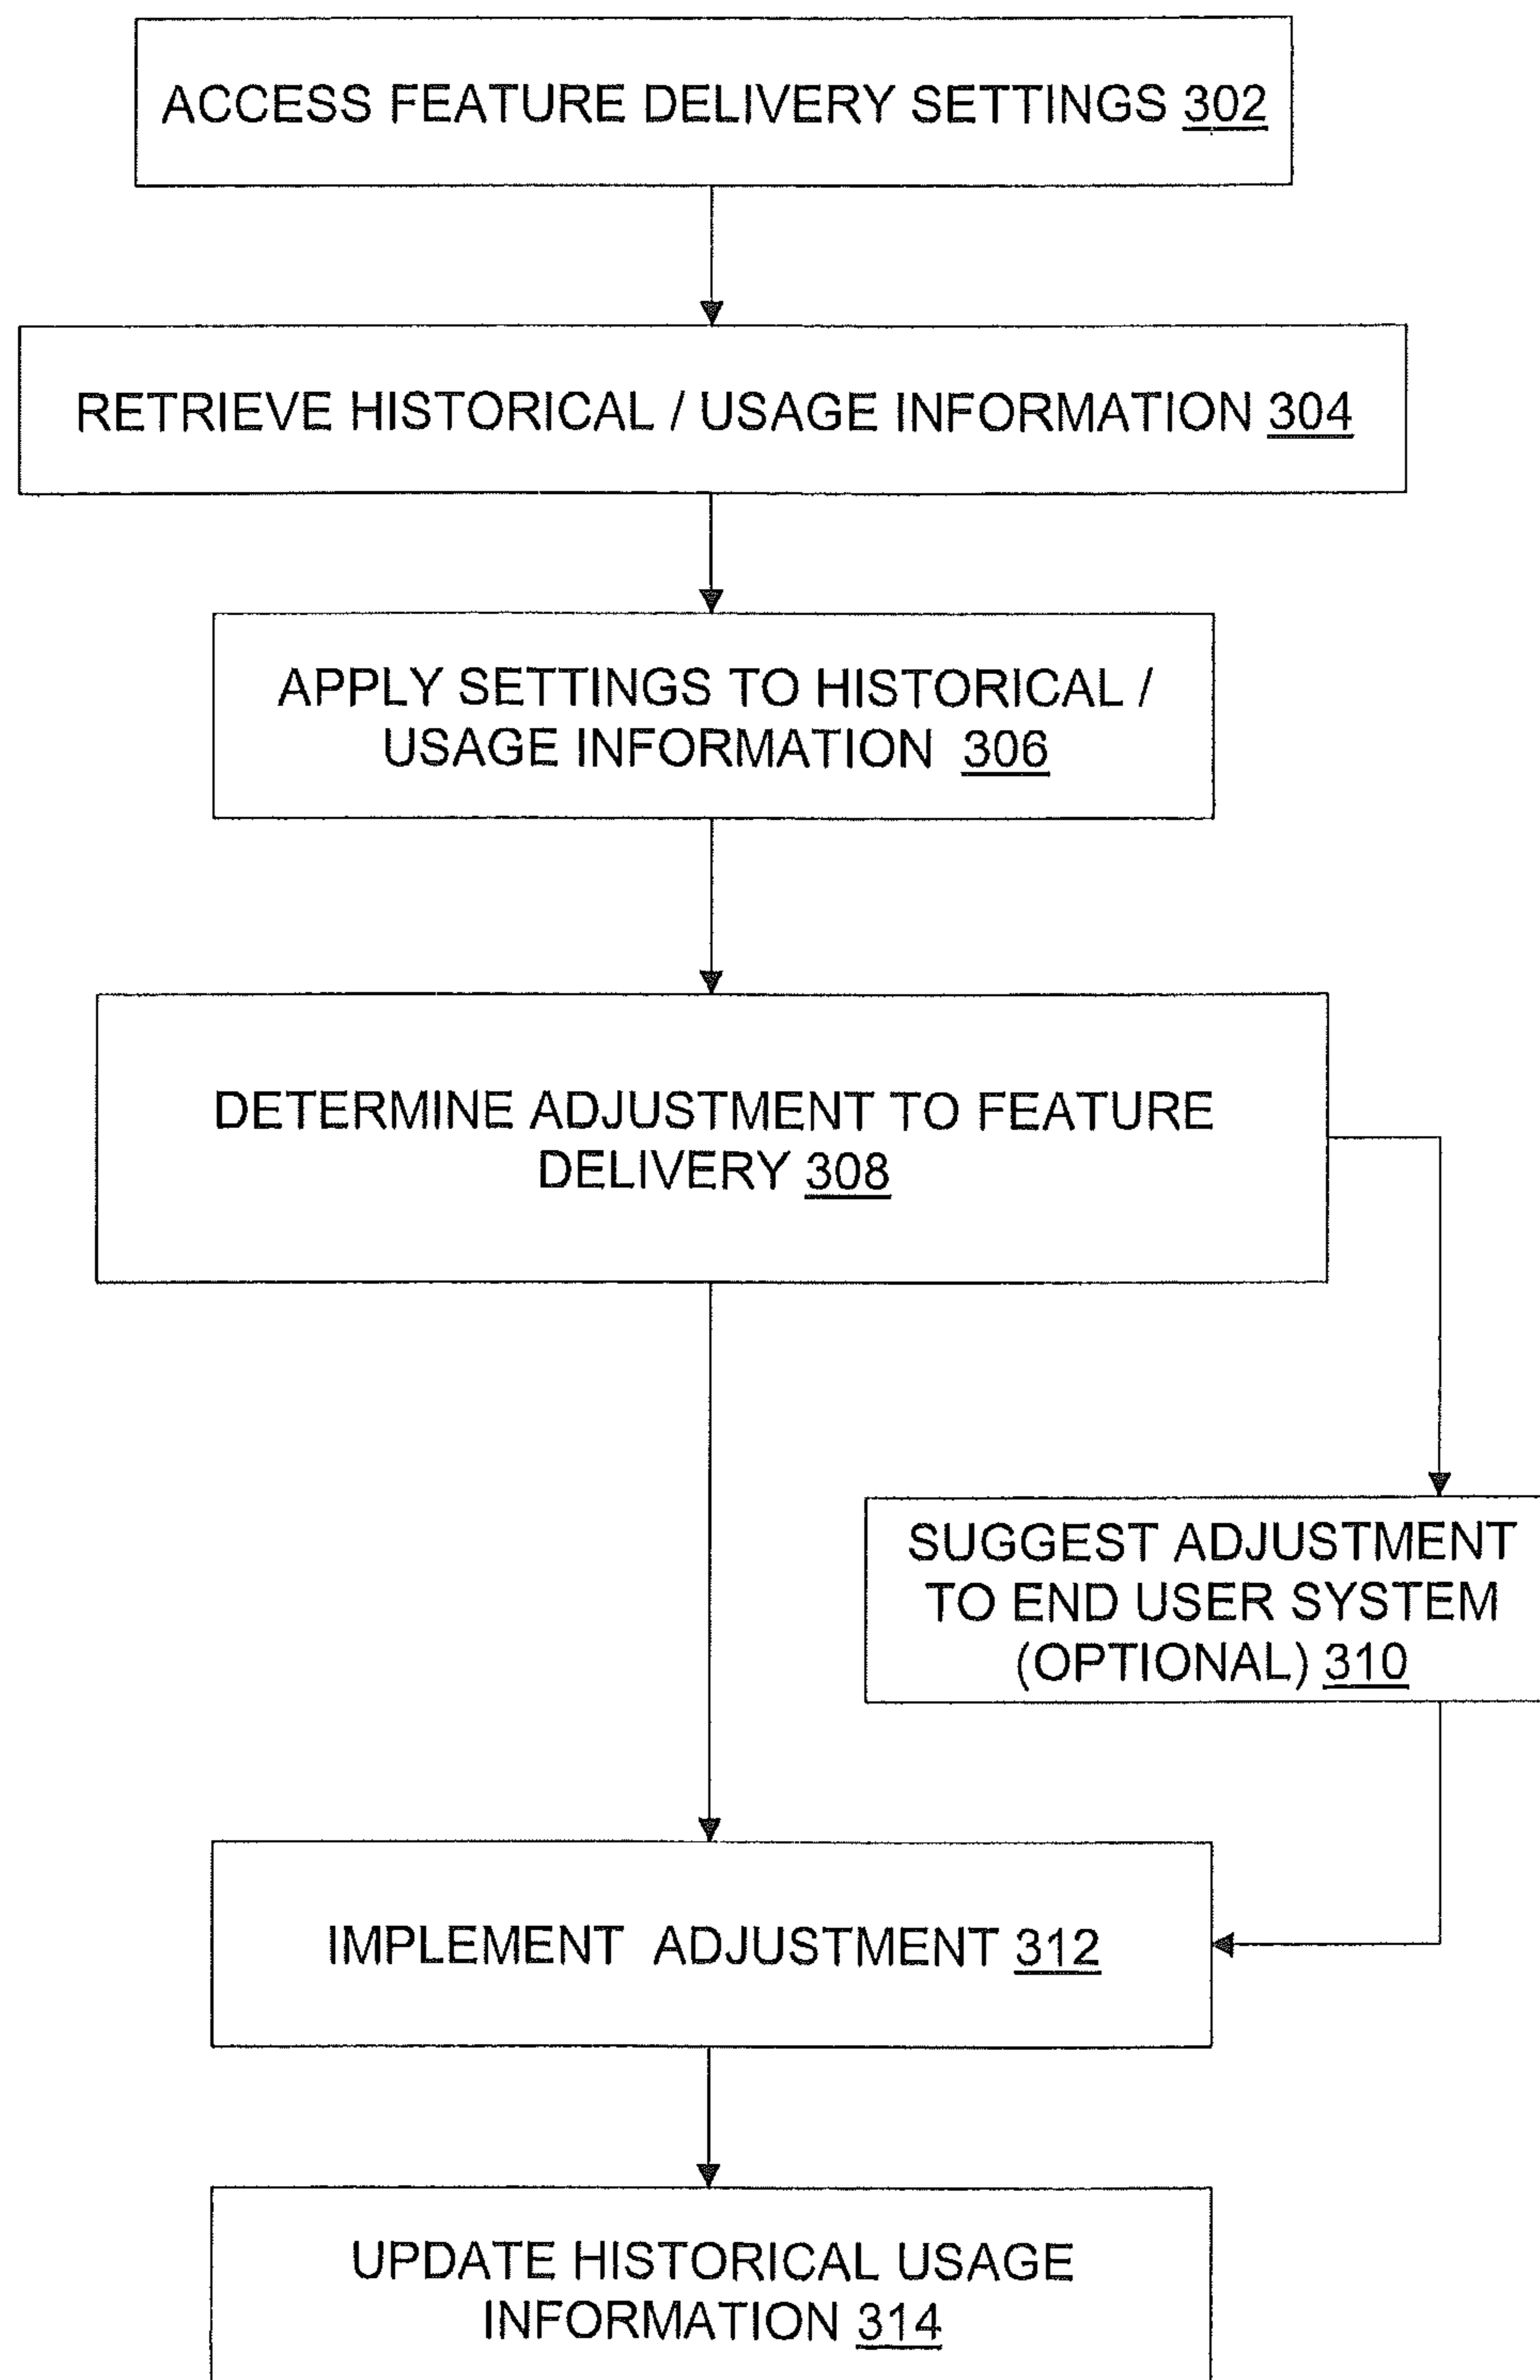 ACCESS FEATURE DELIVERY SETTINGS 302
RETRIEVE HISTORICAL / USAGE INFORMATION 304
APPLY SETTINGS TO HISTORICAL /
USAGE INFORMATION 306
DETERMINE ADJUSTMENT TO FEATURE
DELIVERY 308
SUGGEST ADJUSTMENT
TO END USER SYSTEM
(OPTIONAL) 310
IMPLEMENT ADJUSTMENT 312
UPDATE HISTORICAL USAGE
INFORMATION 314